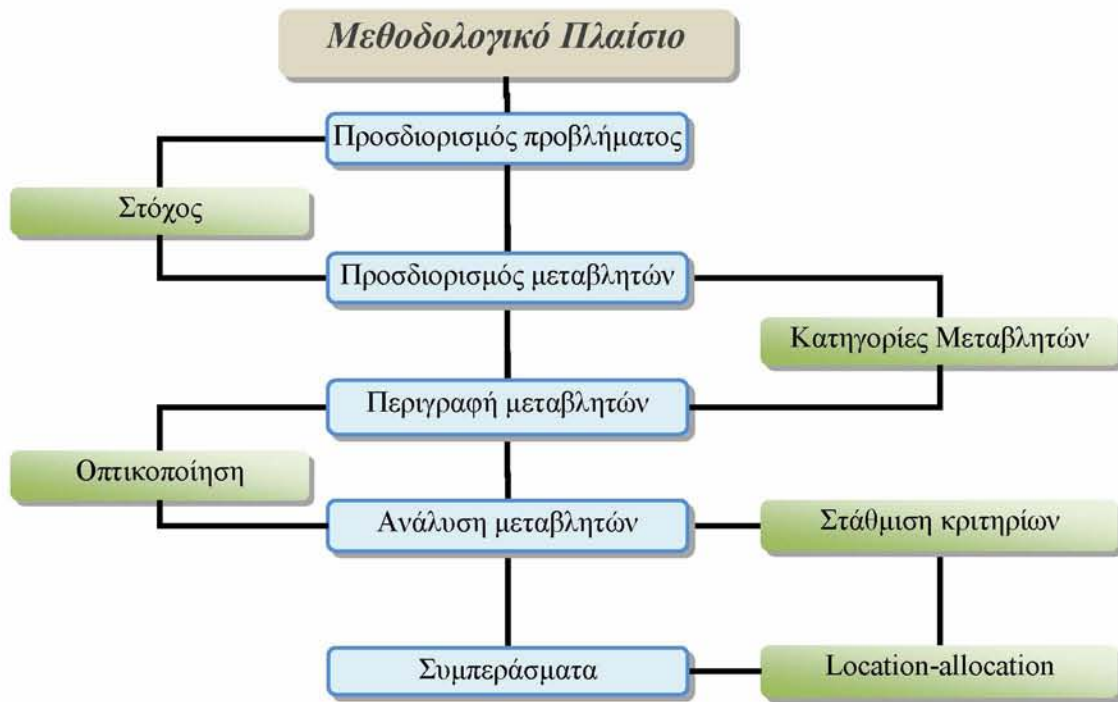 Μεθοδολογικό Πλαίσιο
Προσδιορισμός προβλήματος
Στόχος
Προσδιορισμός μεταβλητών
Κατηγορίες Μεταβλητών
Περιγραφή μεταβλητών
Οπτικοποίηση
Ανάλυση μεταβλητών
Στάθμιση κριτηρίων
Συμπεράσματα
Location-allocation